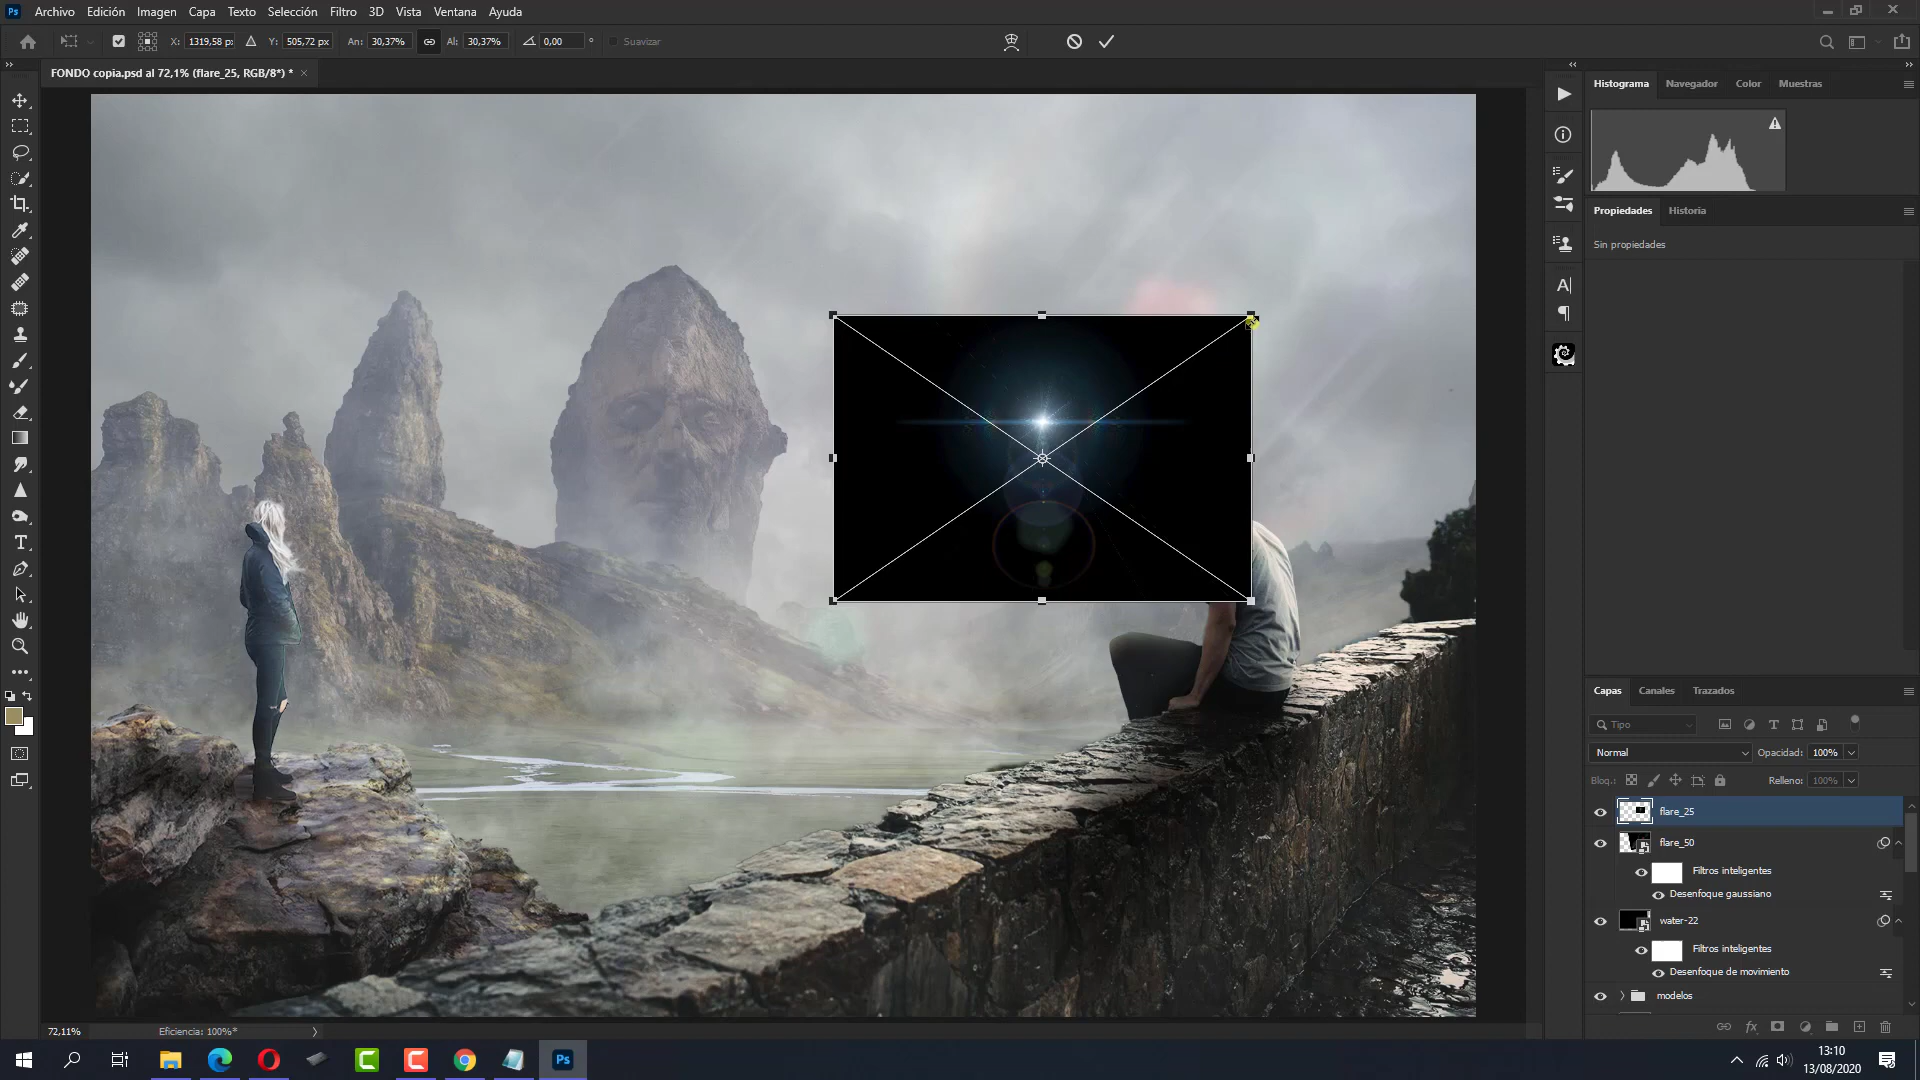 Ps Archivo Edición Imagen Capa Texto Selección Filtro 3D Vista Ventana Ayuda
X: 1319,58 px Y: 505,72 px An: 30,37% Al: 30,37% 0,00 ° Suavizar
FONDO copia.psd al 72,1% (flare_25, RGB/8*) * ×
Histograma Navegador Color Muestras
Propiedades Historia
Sin propiedades
Capas Canales Trazados
Tipo
Normal Opacidad: 100%
Bloq.: Relleno: 100%
flare_25
flare_50
Filtros inteligentes
Desenfoque gaussiano
water-22
Filtros inteligentes
Desenfoque de movimiento
modelos
fx
72,11% Eficiencia: 100%*
Ps
13:10
13/08/2020